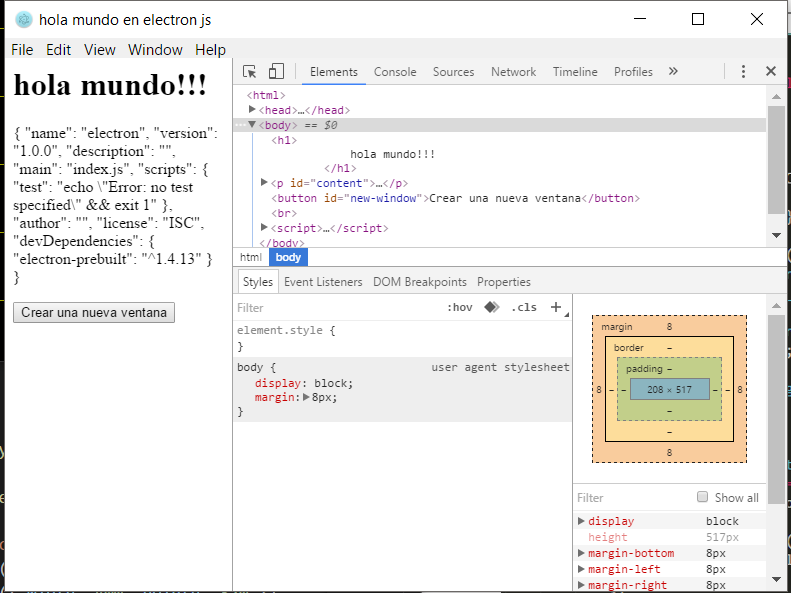 hola mundo en electron js
File Edit View Window Help
hola mundo!!!
{ "name": "electron", "version":
"1.0.0", "description": "",
"main": "index.js", "scripts": {
"test": "echo \"Error: no test
specified\" && exit 1" },
"author": "", "license": "ISC",
"devDependencies": {
"electron-prebuilt": "^1.4.13" }
}
Crear una nueva ventana
Elements Console Sources Network Timeline Profiles »
<html>
<head>…</head>
<body> == $0
<h1>
hola mundo!!!
</h1>
<p id="content">…</p>
<button id="new-window">Crear una nueva ventana</button>
<br>
<script>…</script>
</body>
html body
Styles Event Listeners DOM Breakpoints Properties
Filter :hov .cls +
element.style {
}
body { user agent stylesheet
display: block;
margin: 8px;
}
margin 8
border –
padding –
8 – – 208 × 517 – – 8
–
–
8
Filter Show all
display block
height 517px
margin-bottom 8px
margin-left 8px
margin-right 8px